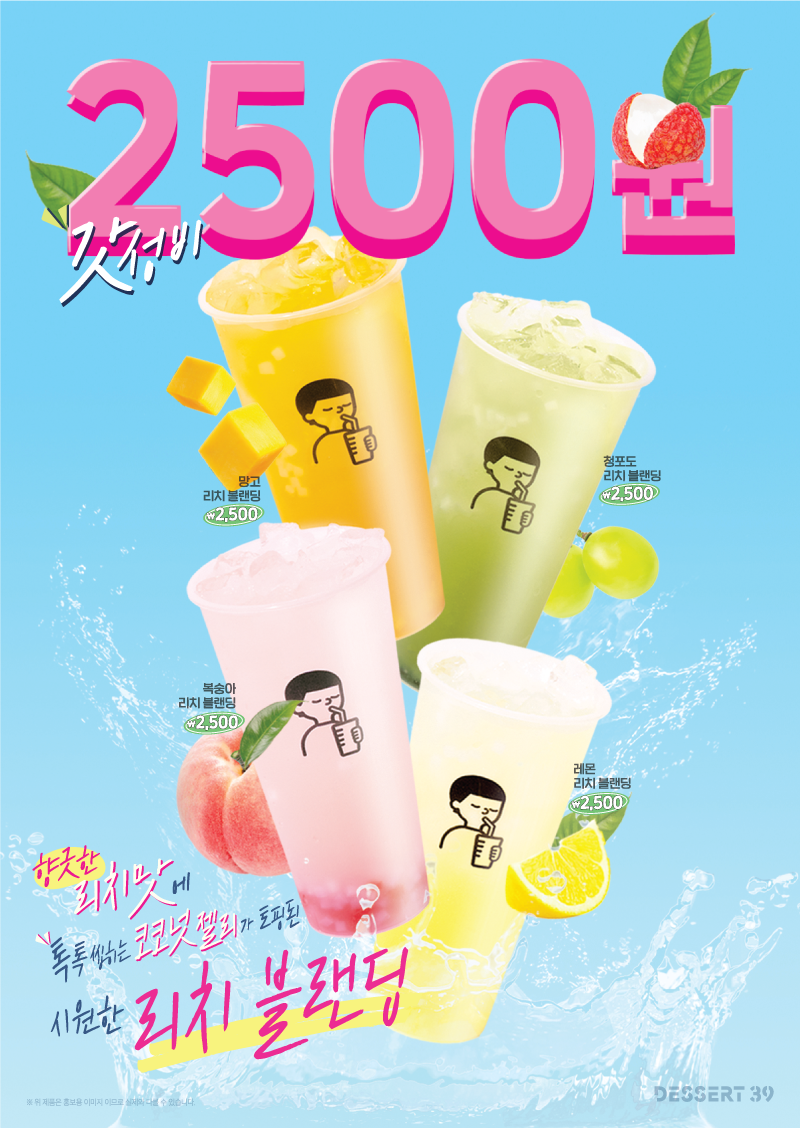 2500원
갓성비
망고
리치 블랜딩
₩2,500
청포도
리치 블랜딩
₩2,500
복숭아
리치 블랜딩
₩2,500
레몬
리치 블랜딩
₩2,500
향긋한
리치맛에
톡톡 씹히는 코코넛 젤리가 토핑된
시원한 리치 블랜딩
※ 위 제품은 홍보용 이미지 이므로 실제와 다를 수 있습니다.
DESSERT 39